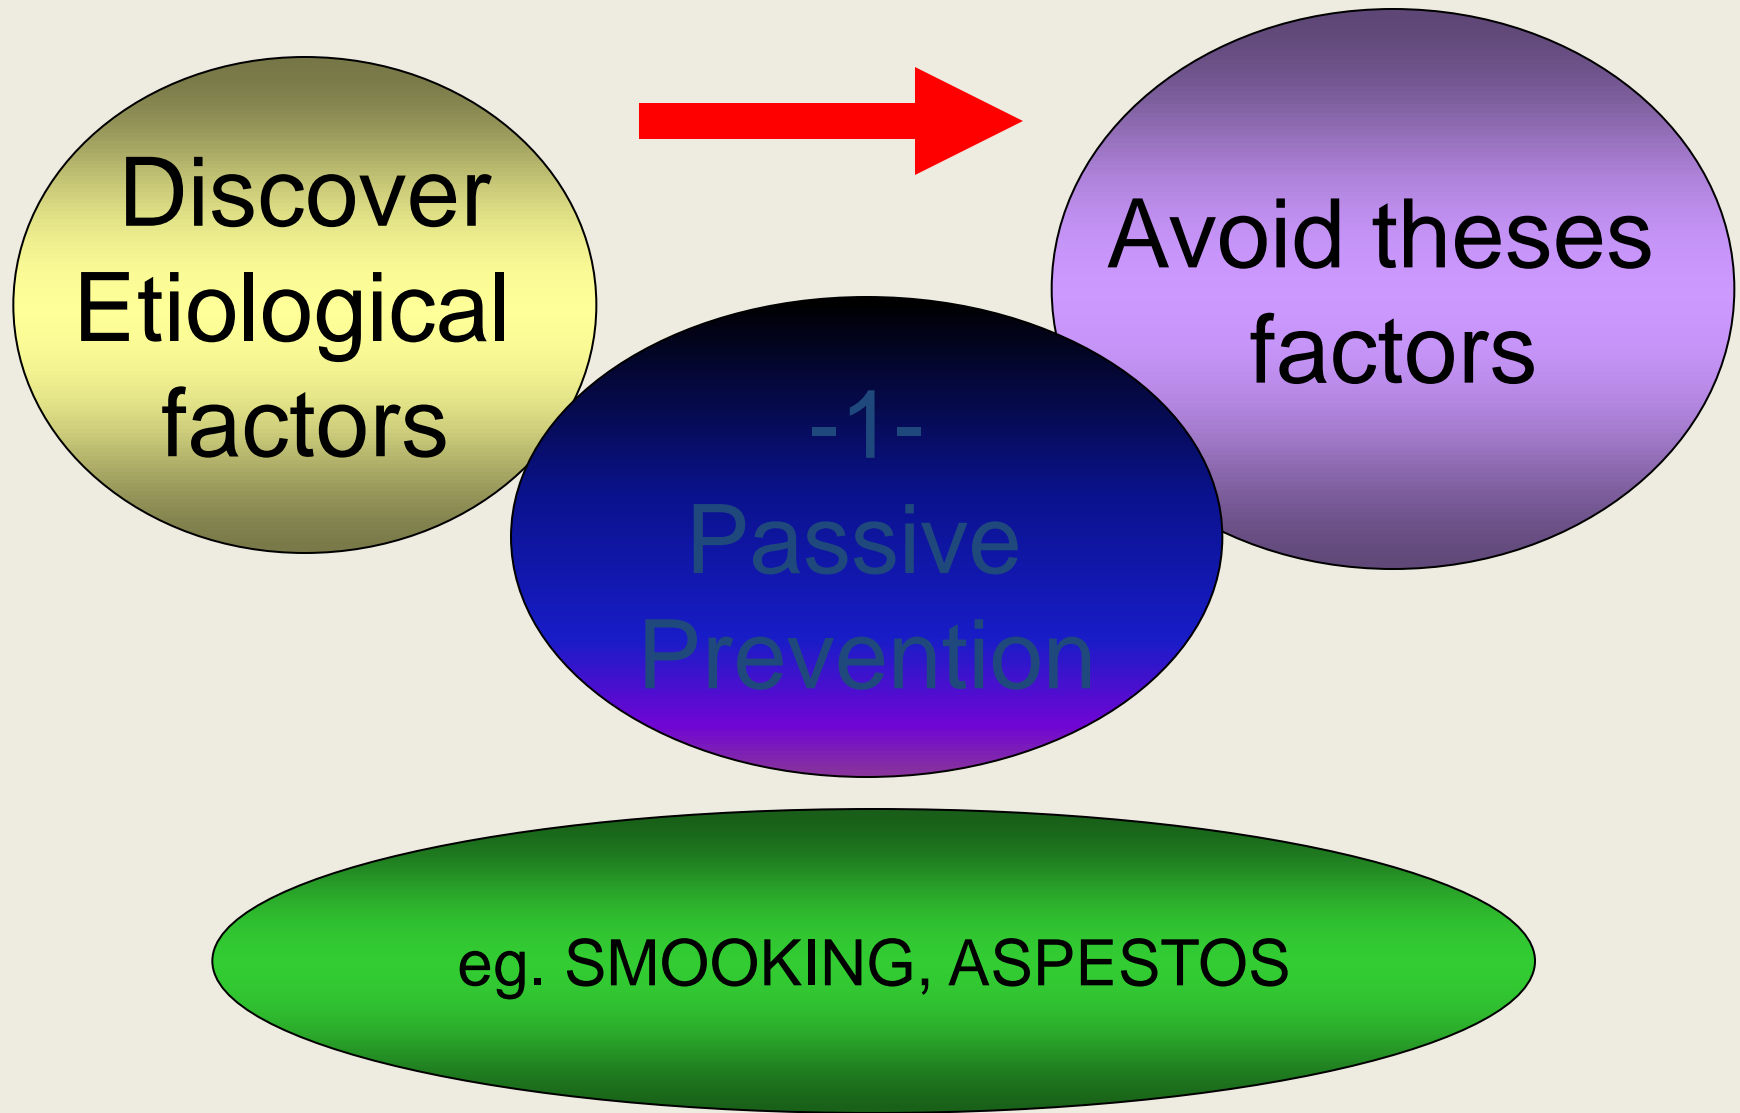 Discover
Etiological
factors
Avoid theses
factors
-1-
Passive
Prevention
eg. SMOOKING, ASPESTOS